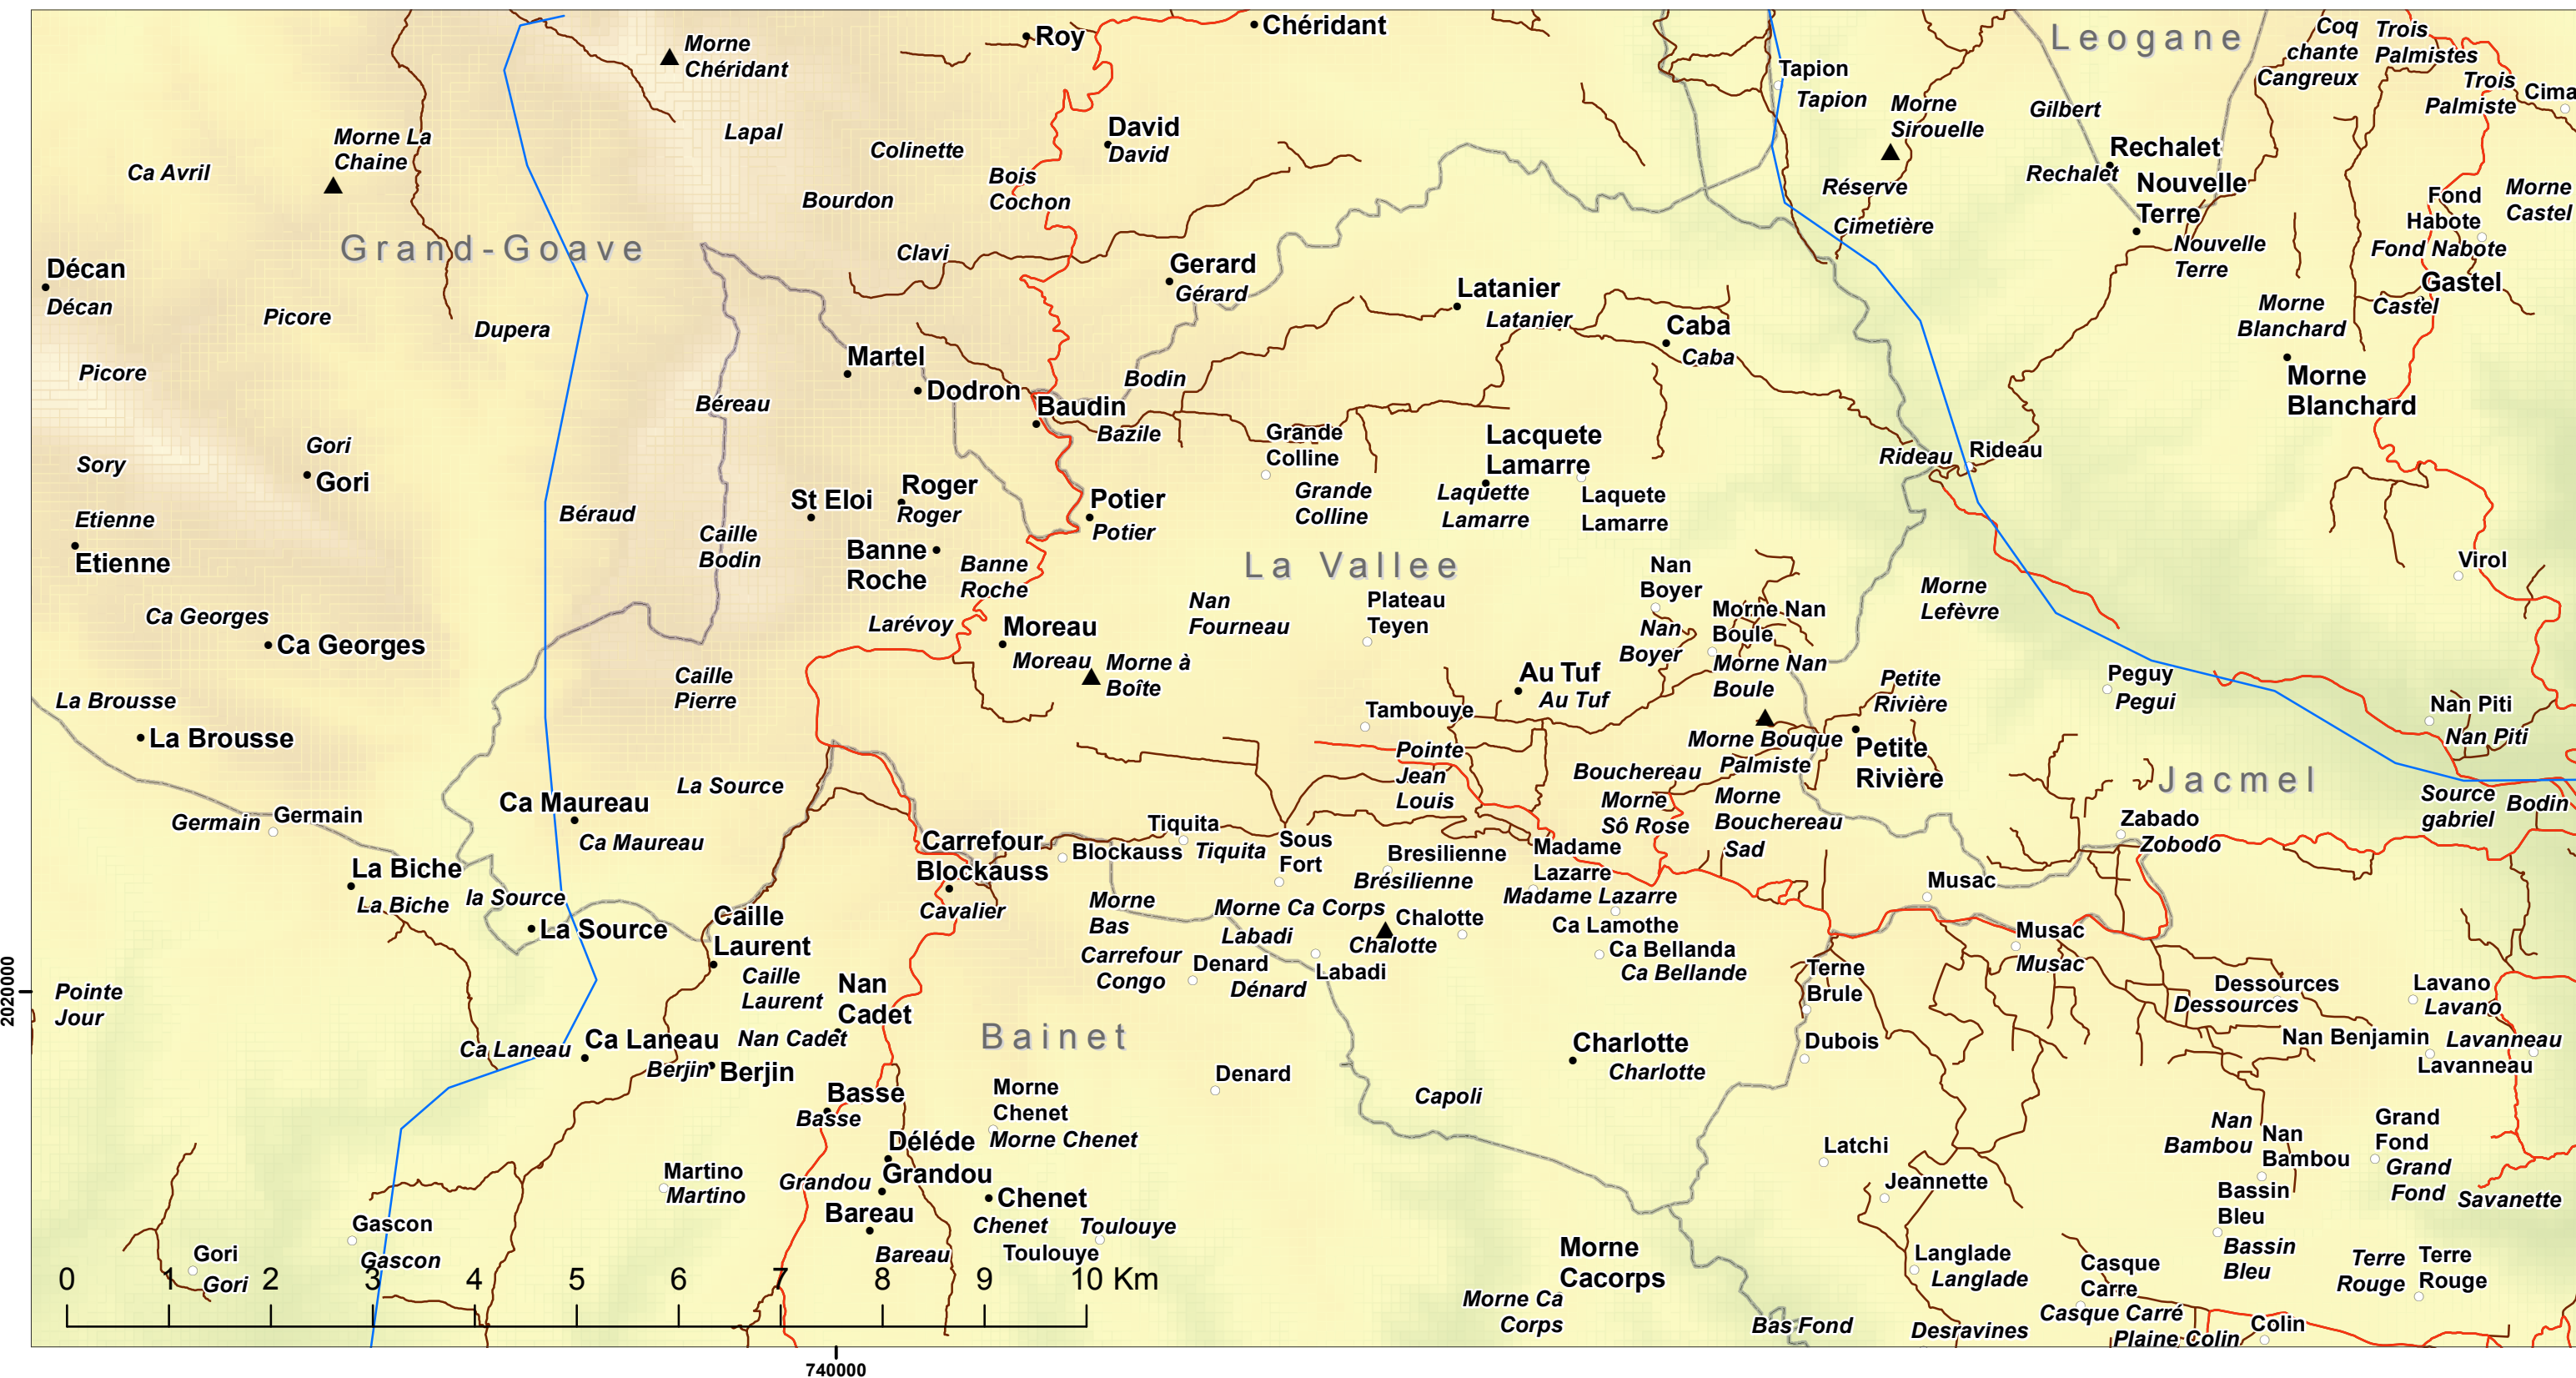 Coq
chante
Cangreux
Trois
Palmistes
Leogane
Chéridant
Roy
Morne
Chéridant
Tapion
Tapion
Trois
Palmiste
Cima
Morne
Sirouelle
Gilbert
David
David
Lapal
Morne La
Chaine
Colinette
Rechalet
Rechalet
Ca Avril
Bois
Cochon
Bourdon
Réserve
Nouvelle
Terre
Fond
Habote
Morne
Castel
Cimetière
Grand-Goave
Clavi
Nouvelle
Terre
Fond Nabote
Décan
Décan
Gerard
Gérard
Gastel
Castel
Latanier
Latanier
Morne
Blanchard
Picore
Dupera
Caba
Caba
Martel
Picore
Bodin
Morne
Blanchard
Dodron
Béreau
Baudin
Bazile
Grande
Colline
Lacquete
Lamarre
Gori
Gori
Rideau
Rideau
Sory
Roger
Roger
St Eloi
Potier
Potier
Grande
Colline
Laquette
Lamarre
Laquete
Lamarre
Etienne
Etienne
Béraud
Caille
Bodin
Banne
Roche
Banne
Roche
La Vallee
Nan
Boyer
Virol
Morne
Lefèvre
Nan
Fourneau
Plateau
Teyen
Morne Nan
Boule
Ca Georges
Ca Georges
Larévoy
Moreau
Moreau
Nan
Boyer
Morne à
Boîte
Morne Nan
Boule
Au Tuf
Au Tuf
Caille
Pierre
Petite
Rivière
Peguy
Pegui
La Brousse
La Brousse
Tambouye
Nan Piti
Nan Piti
Morne Bouque
Palmiste
Petite
Rivière
Pointe
Jean
Louis
Bouchereau
Jacmel
La Source
Ca Maureau
Ca Maureau
Morne
Sô Rose
Morne
Bouchereau
Sad
Source
gabriel
Bodin
Germain
Germain
Zabado
Zobodo
Tiquita
Tiquita
Carrefour
Blockauss
Blockauss
Sous
Fort
Bresilienne
Brésilienne
Madame
Lazarre
Madame Lazarre
La Biche
La Biche
Musac
la Source
La Source
Cavalier
Morne
Bas
Morne Ca Corps
Chalotte
Chalotte
Ca Lamothe
Caille
Laurent
Labadi
Labadi
Musac
Musac
Ca Bellanda
Ca Bellande
Carrefour
Congo
Denard
Dénard
Caille
Laurent
Terne
Brule
2020000
Pointe
Jour
Nan
Cadet
Nan Cadet
Dessources
Dessources
Lavano
Lavano
Bainet
Ca Laneau
Ca Laneau
Charlotte
Charlotte
Dubois
Nan Benjamin
Lavanneau
Lavanneau
Berjin
Berjin
Denard
Basse
Basse
Morne
Chenet
Morne Chenet
Capoli
Déléde
Nan
Bambou
Nan
Bambou
Grand
Fond
Grand
Fond
Latchi
Martino
Martino
Grandou
Grandou
Jeannette
Chenet
Chenet
Bassin
Bleu
Savanette
Bareau
Bareau
Toulouye
Toulouye
Gascon
Gascon
Gori
Gori
Morne
Cacorps
Langlade
Langlade
Bassin
Bleu
Terre
Rouge
Terre
Rouge
Casque
Carre
Casque Carré
0 1 2 3 4 5 6 7 8 9 10 Km
Morne Ca
Corps
Bas Fond
Desravines
Plaine Colin
Colin
740000